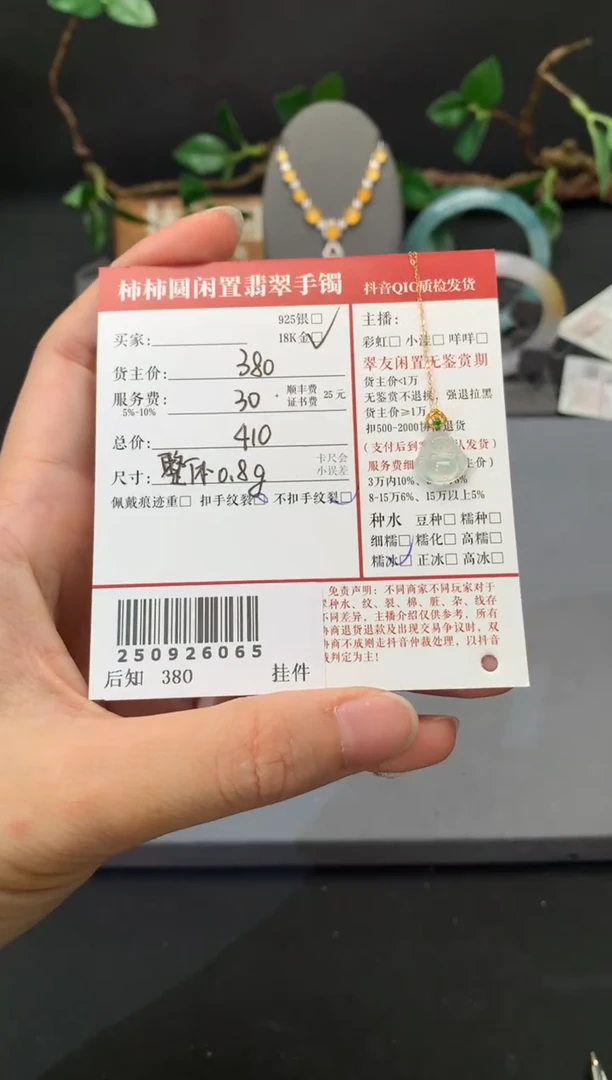 柿柿圆闲置翡翠手镯 抖音QIC质检发货
925银□
买家: 18K金□✓
货主价: 380
服务费: 30 + 顺丰费 证书费 25 元
5%-10%
总价: 410
尺寸: 整体0.8g 卡尺会 小误差
佩戴痕迹重□ 扣手纹裂□ 不扣手纹裂□
主播:
彩虹□ 小洼□ 咩咩□
翠友闲置无鉴赏期
货主价<1万
无鉴赏不退换，强退拉黑
货主价≥1万
扣500-2000 退货
(支付后到 人发货)
服务费细 主价)
3万内10%、
8-15万6%、15万以上5%
种水 豆种□ 糯种□
细糯□ 糯化□ 高糯□
糯冰□ 正冰□ 高冰□
免责声明：不同商家不同玩家对于
种水、纹、裂、棉、脏、杂、线存
不同差异，主播介绍仅供参考，所有
商退货退款及出现交易争议时，双
商不成则走抖音仲裁处理，以抖音
判定为主!
250926065
后知 380 挂件